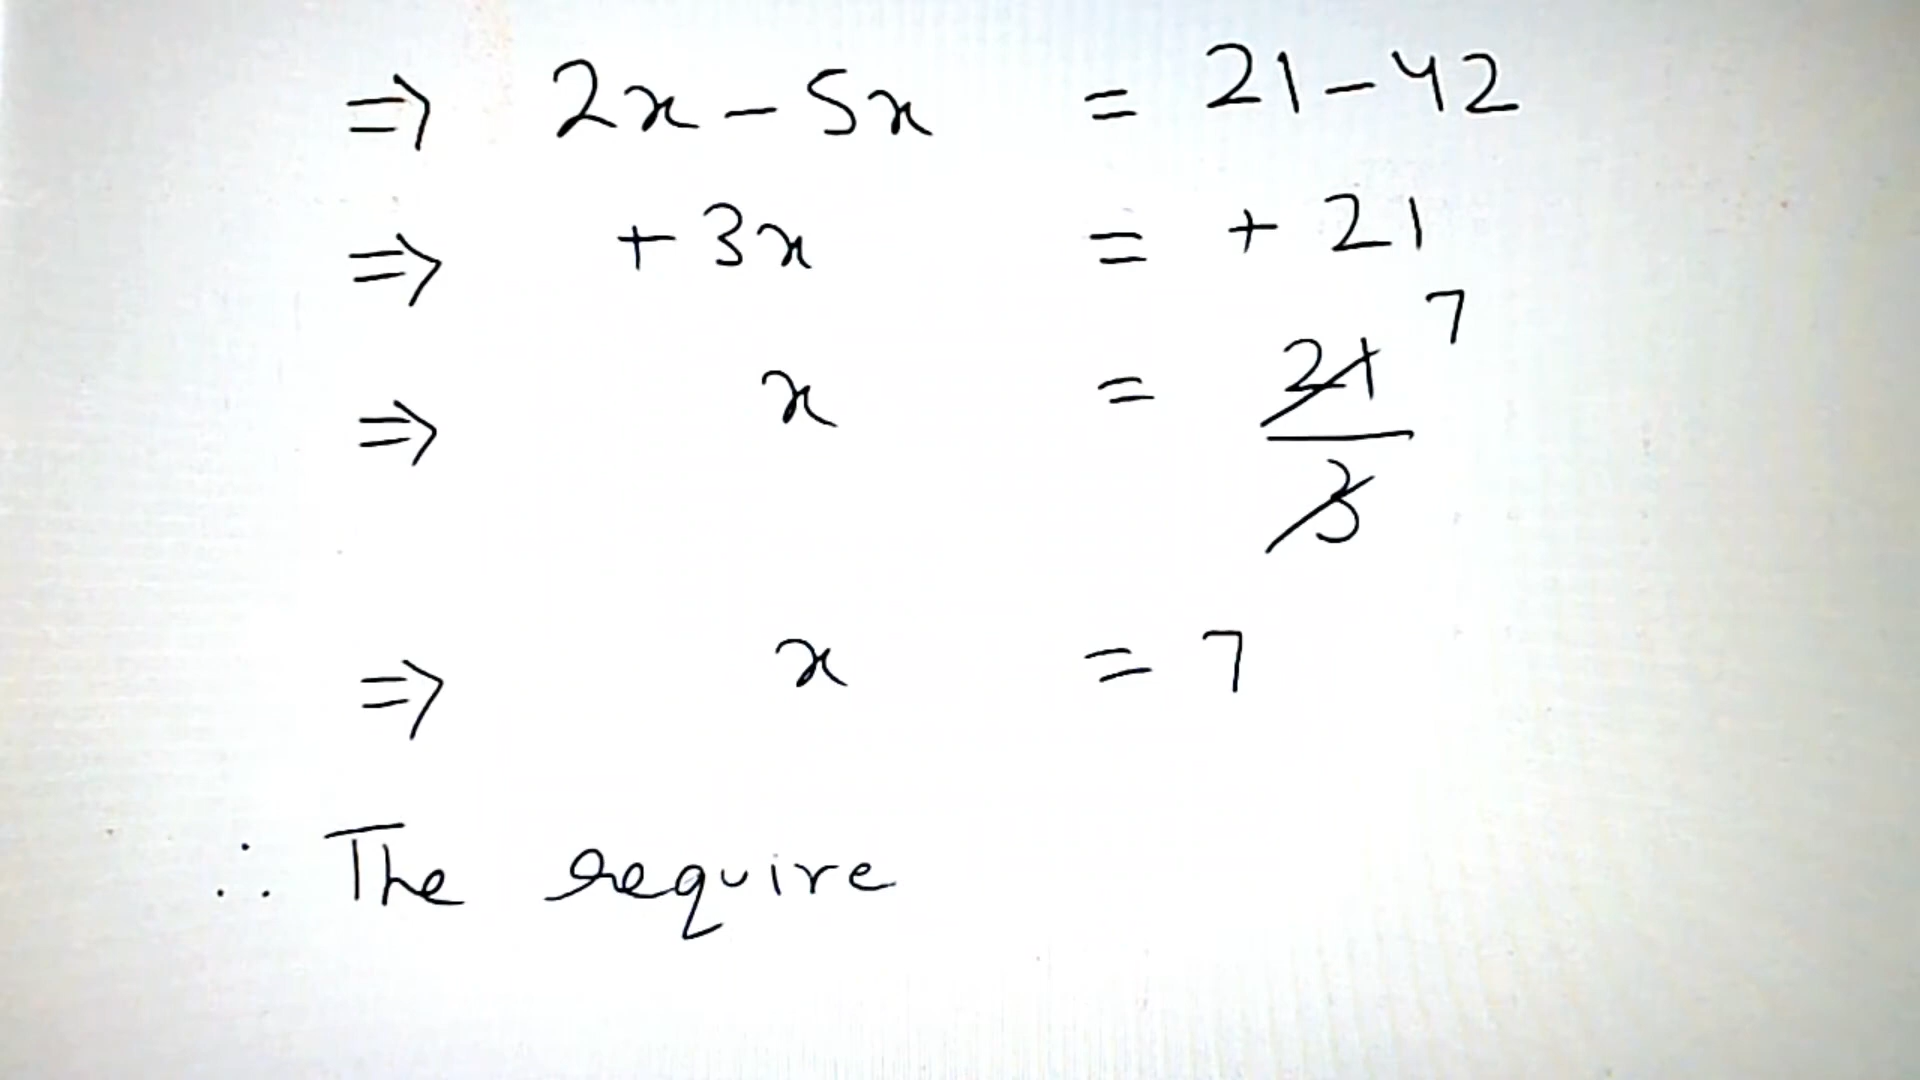 ⇒ 2x - 5x = 21 - 42
⇒ + 3x = + 21
⇒ x = 21/3 7
⇒ x = 7
∴ The require